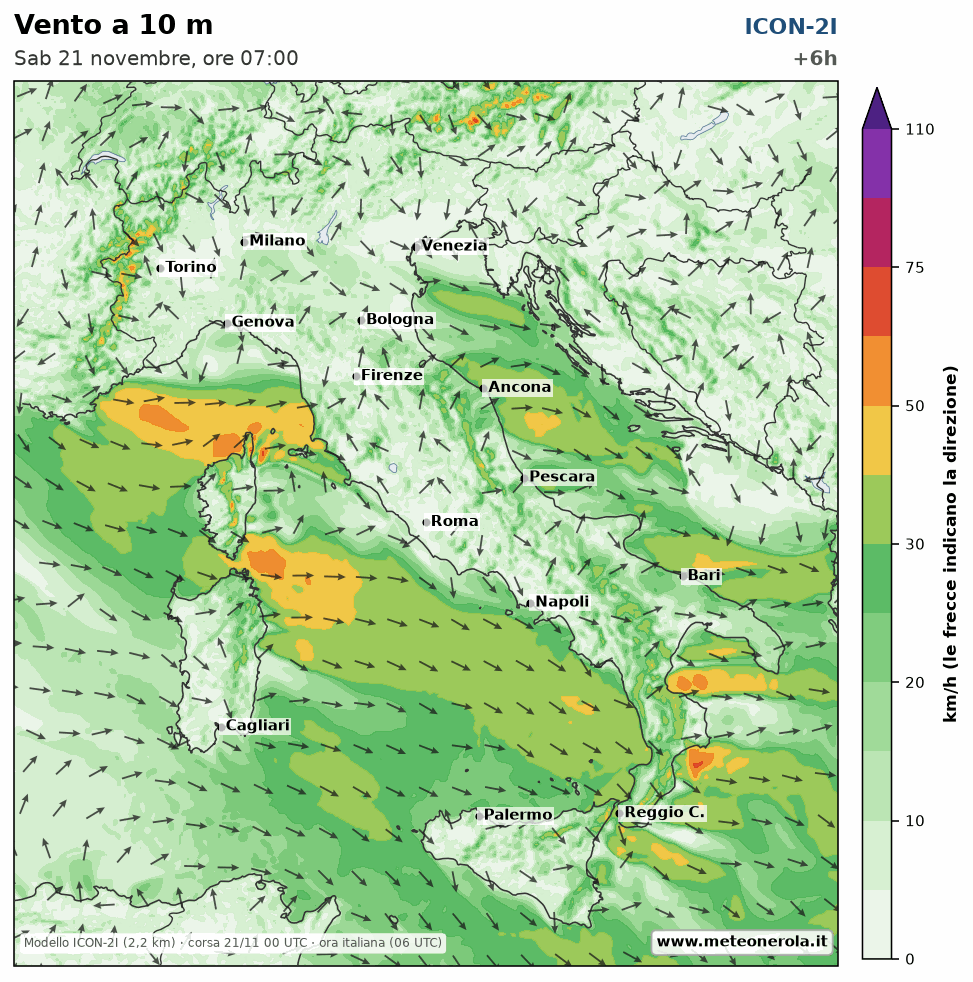 Vento a 10 m
ICON-2I
Sab 21 novembre, ore 07:00
+6h
110
75
50
30
20
10
0
km/h (le frecce indicano la direzione)
Milano
Venezia
Torino
Genova
Bologna
Firenze
Ancona
Pescara
Roma
Bari
Napoli
Cagliari
Palermo
Reggio C.
Modello ICON-2I (2,2 km) · corsa 21/11 00 UTC · ora italiana (06 UTC)
www.meteonerola.it